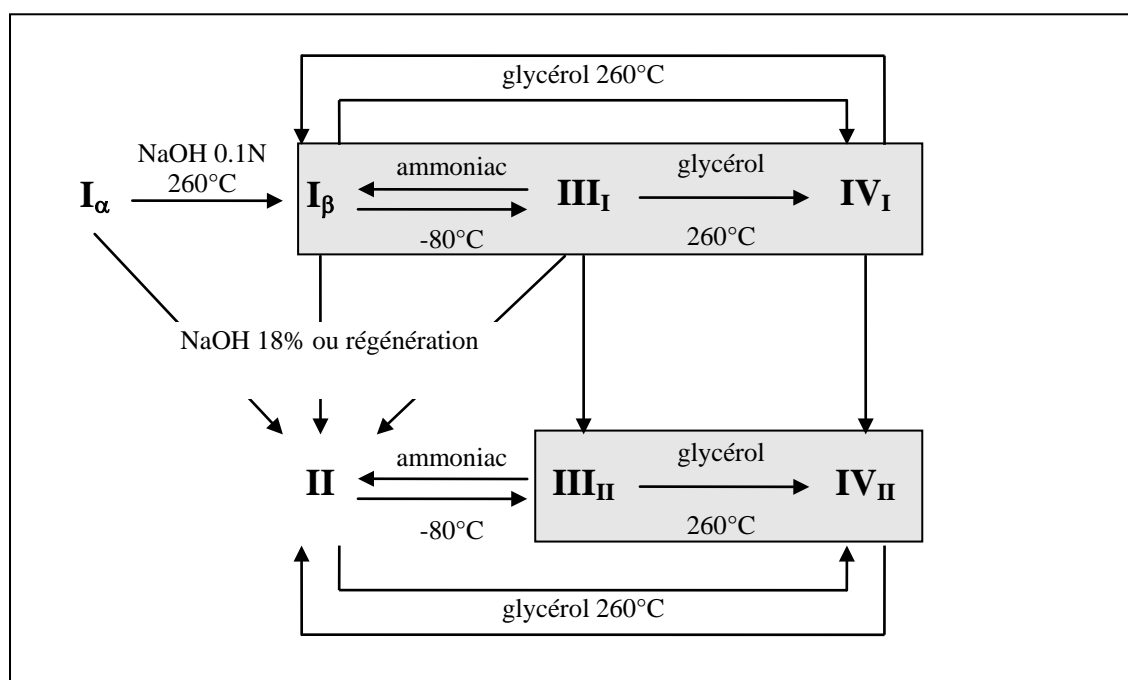 glycérol 260°C
NaOH 0.1N
260°C
ammoniac
glycérol
Iα
Iβ
IIII
IVI
-80°C
260°C
NaOH 18% ou régénération
ammoniac
glycérol
II
IIIII
IVII
-80°C
260°C
glycérol 260°C